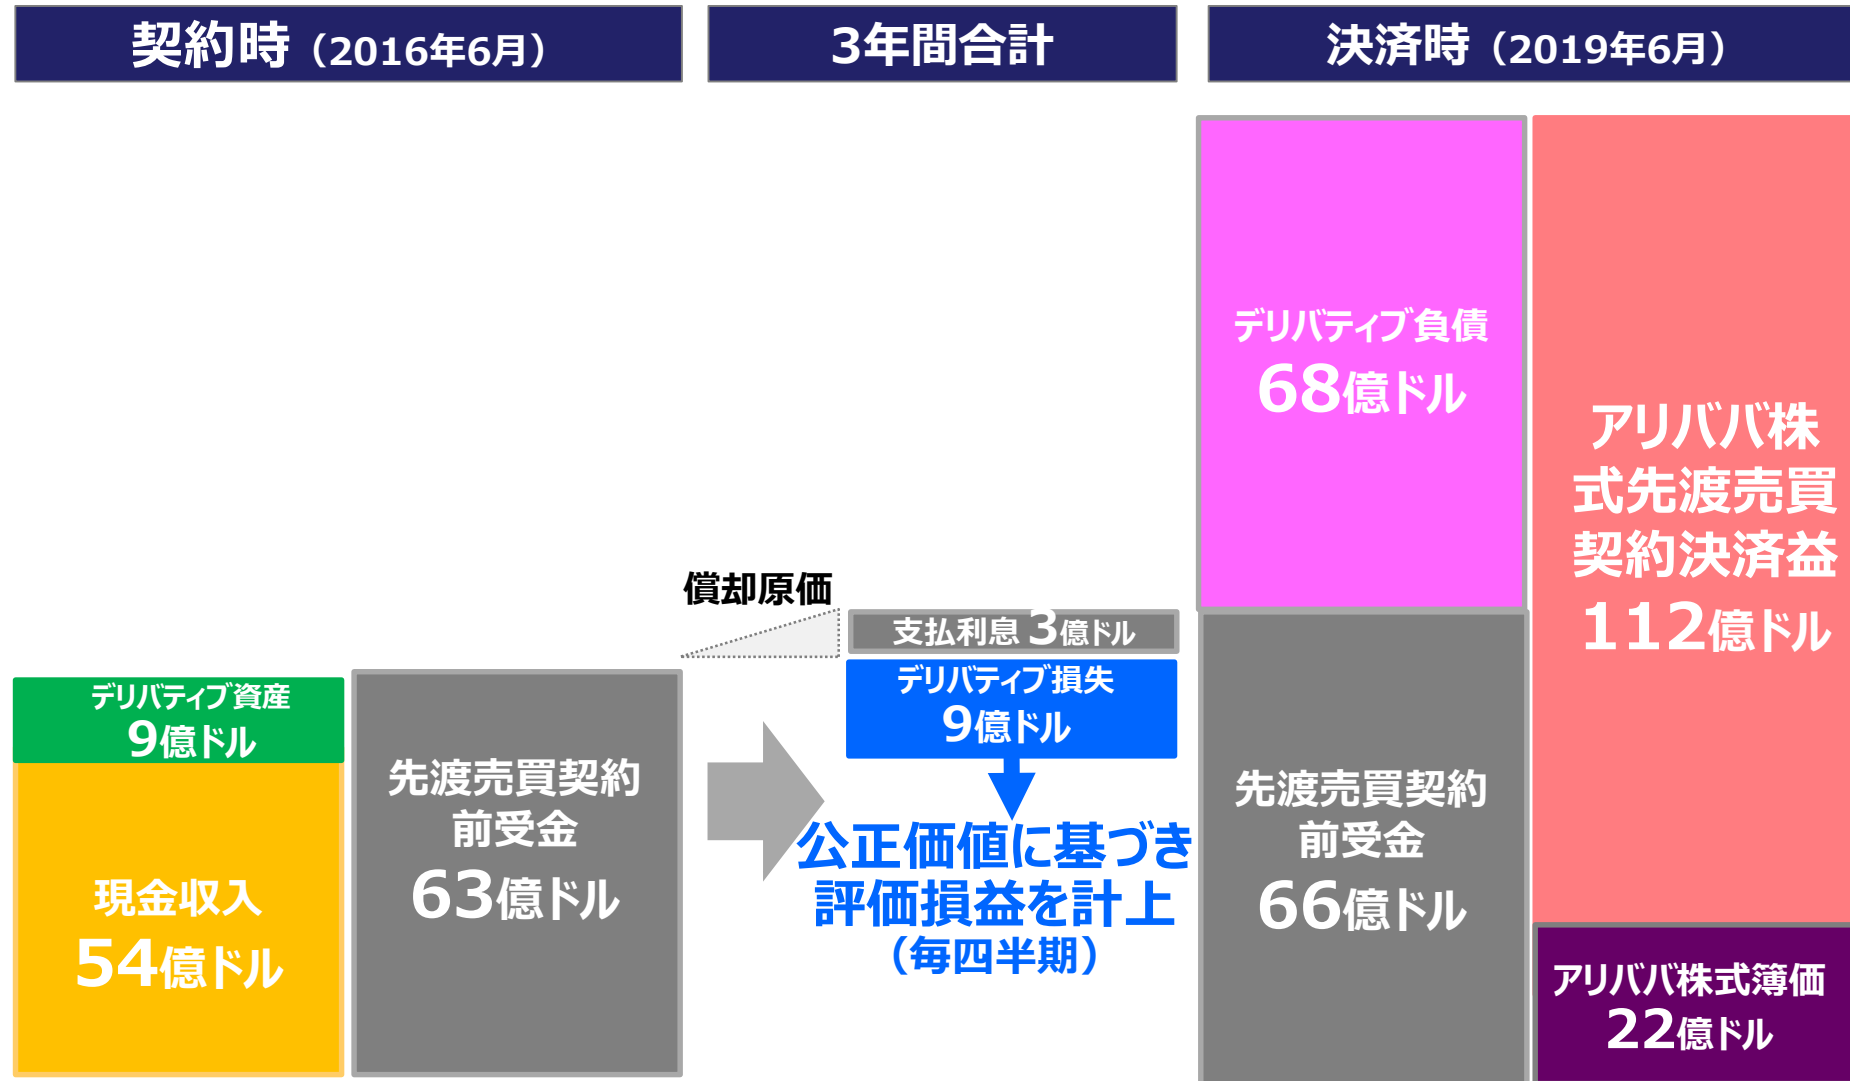 契約時（2016年6月）
3年間合計
決済時（2019年6月）
デリバティブ資産
9億ドル
現金収入
54億ドル
先渡売買契約
前受金
63億ドル
償却原価
支払利息 3億ドル
デリバティブ損失
9億ドル
公正価値に基づき
評価損益を計上
（毎四半期）
デリバティブ負債
68億ドル
先渡売買契約
前受金
66億ドル
アリババ株
式先渡売買
契約決済益
112億ドル
アリババ株式簿価
22億ドル